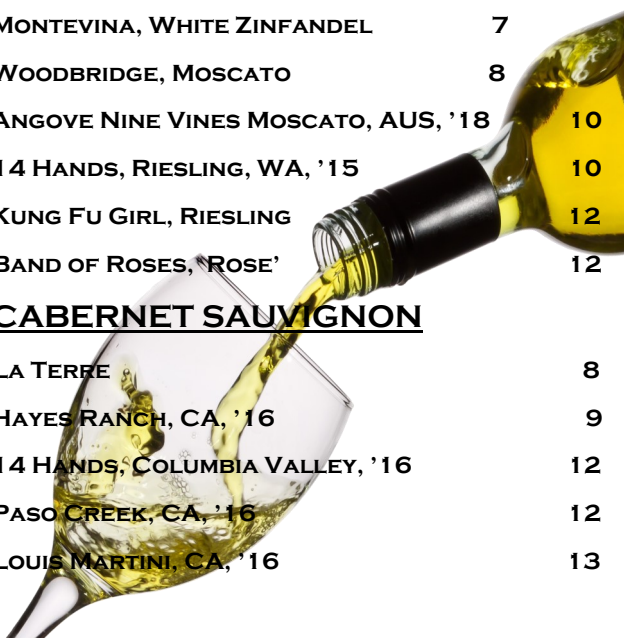 Montevina, White Zinfandel 7
Woodbridge, Moscato 8
Angove Nine Vines Moscato, AUS, ’18 10
14 Hands, Riesling, WA, ’15 10
Kung Fu Girl, Riesling 12
Band of Roses, ‘Rose’ 12
CABERNET SAUVIGNON
La Terre 8
Hayes Ranch, CA, ’16 9
14 Hands, Columbia Valley, ’16 12
Paso Creek, CA, ’16 12
Louis Martini, CA, ’16 13